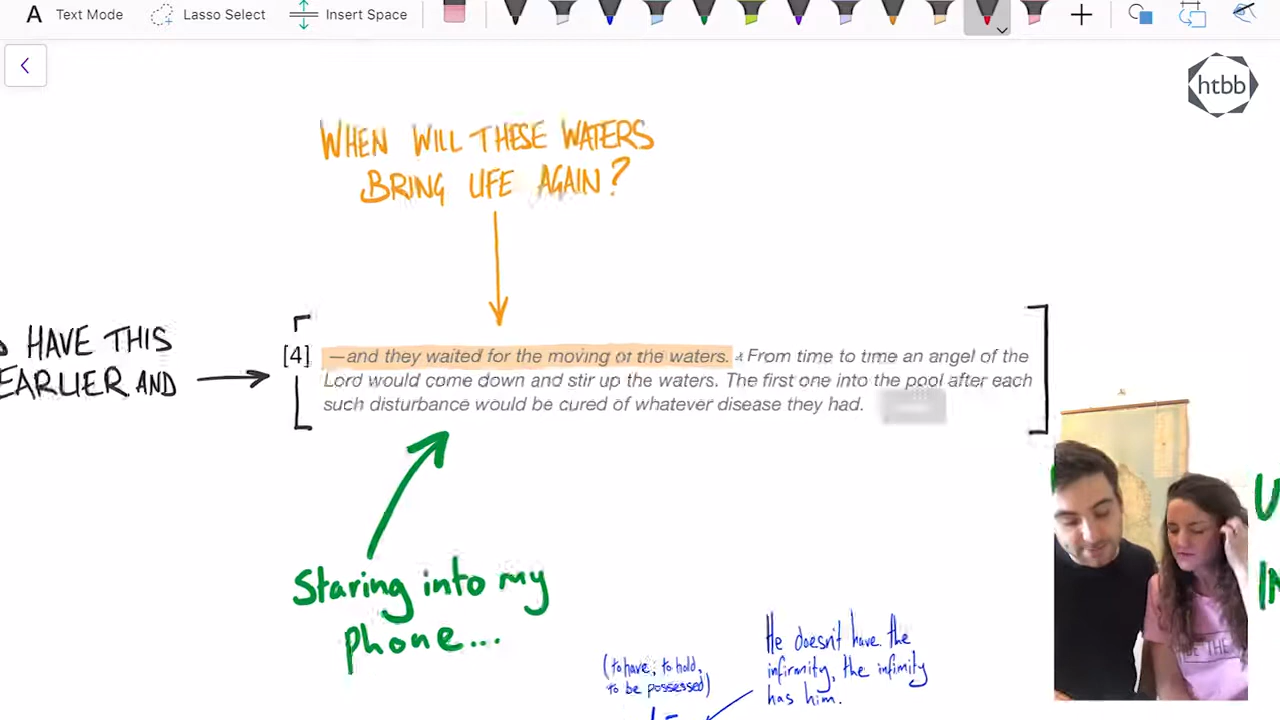 A Text Mode Lasso Select Insert Space
htbb
WHEN WILL THESE WATERS
BRING LIFE AGAIN?
HAVE THIS
EARLIER AND
[4] —and they waited for the moving of the waters. From time to time an angel of the
Lord would come down and stir up the waters. The first one into the pool after each
such disturbance would be cured of whatever disease they had.
Staring into my
phone...
He doesn't have the
infirmity, the infimity
has him.
(to have, to hold,
to be possessed)